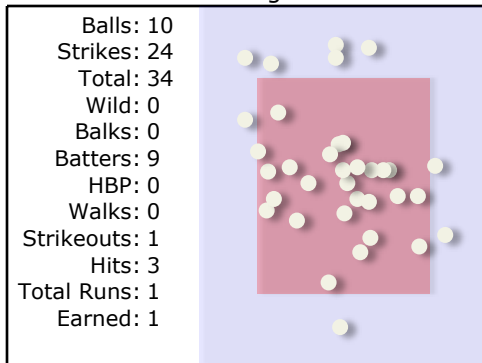 Balls: 10
Strikes: 24
Total: 34
Wild: 0
Balks: 0
Batters: 9
HBP: 0
Walks: 0
Strikeouts: 1
Hits: 3
Total Runs: 1
Earned: 1